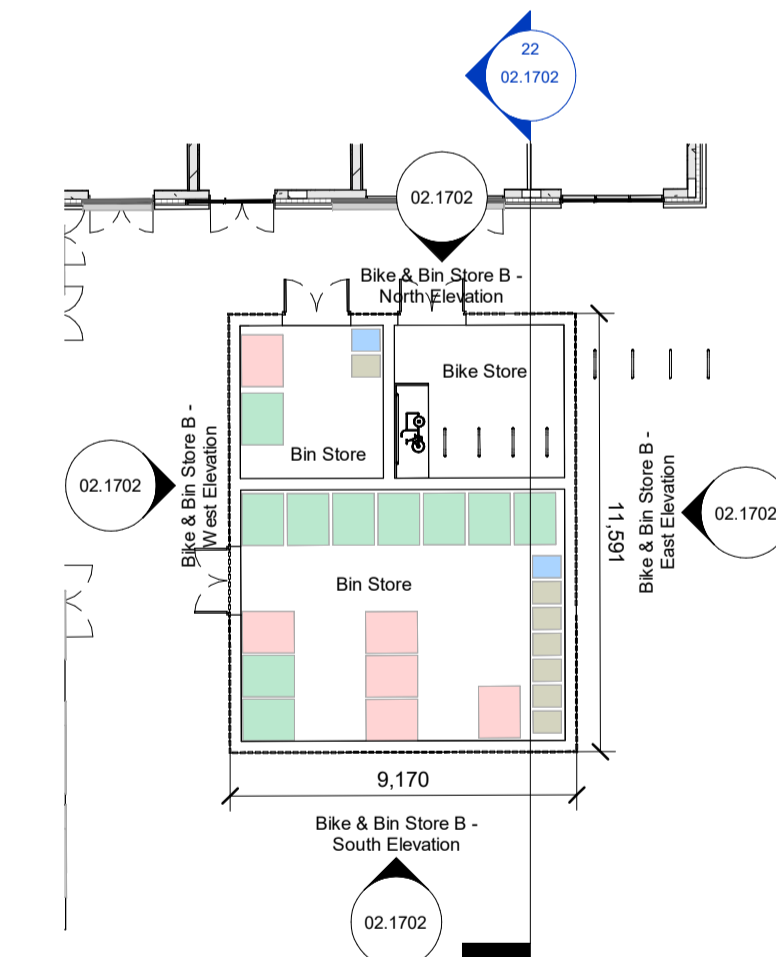 22
02.1702
02.1702
Bike & Bin Store B -
North Elevation
Bike Store
Bin Store
02.1702
Bike & Bin Store B -
West Elevation
11,591
Bike & Bin Store B -
East Elevation
02.1702
Bin Store
9,170
Bike & Bin Store B -
South Elevation
02.1702